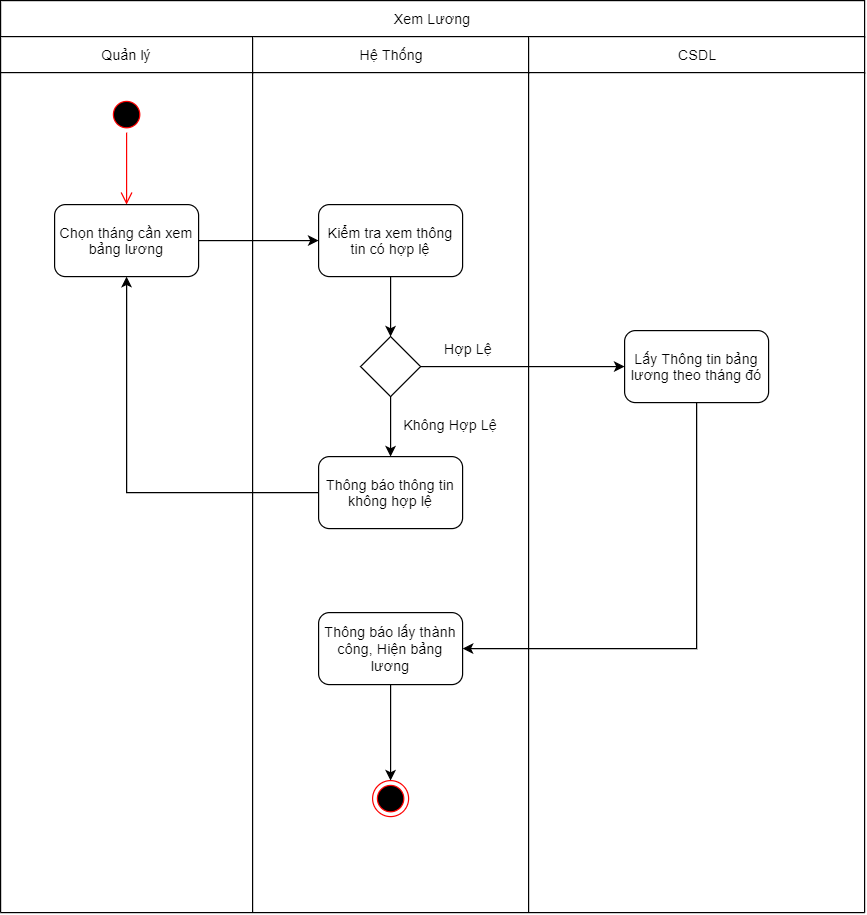 Xem Lương
Quản lý
Hệ Thống
CSDL
Chọn tháng cần xem
bảng lương
Kiểm tra xem thông
tin có hợp lệ
Hợp Lệ
Lấy Thông tin bảng
lương theo tháng đó
Không Hợp Lệ
Thông báo thông tin
không hợp lệ
Thông báo lấy thành
công, Hiện bảng
lương